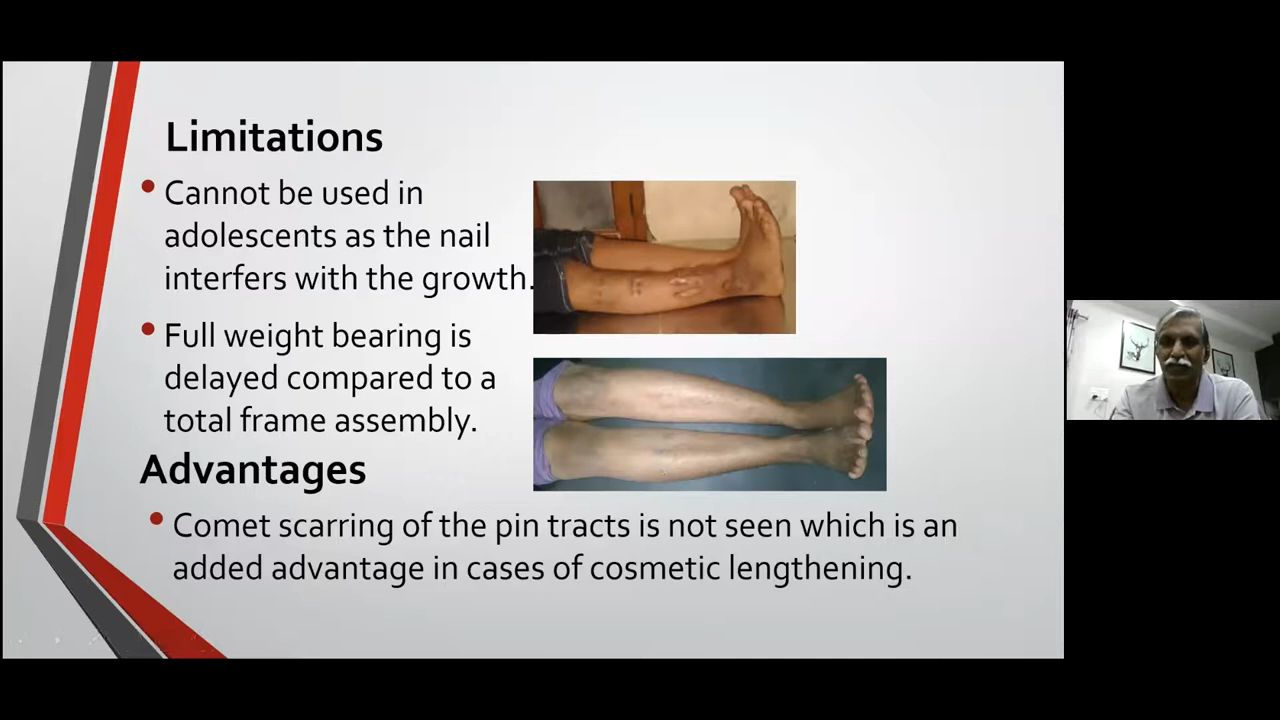 Limitations
• Cannot be used in
adolescents as the nail
interfers with the growth.
• Full weight bearing is
delayed compared to a
total frame assembly.
Advantages
• Comet scarring of the pin tracts is not seen which is an
added advantage in cases of cosmetic lengthening.